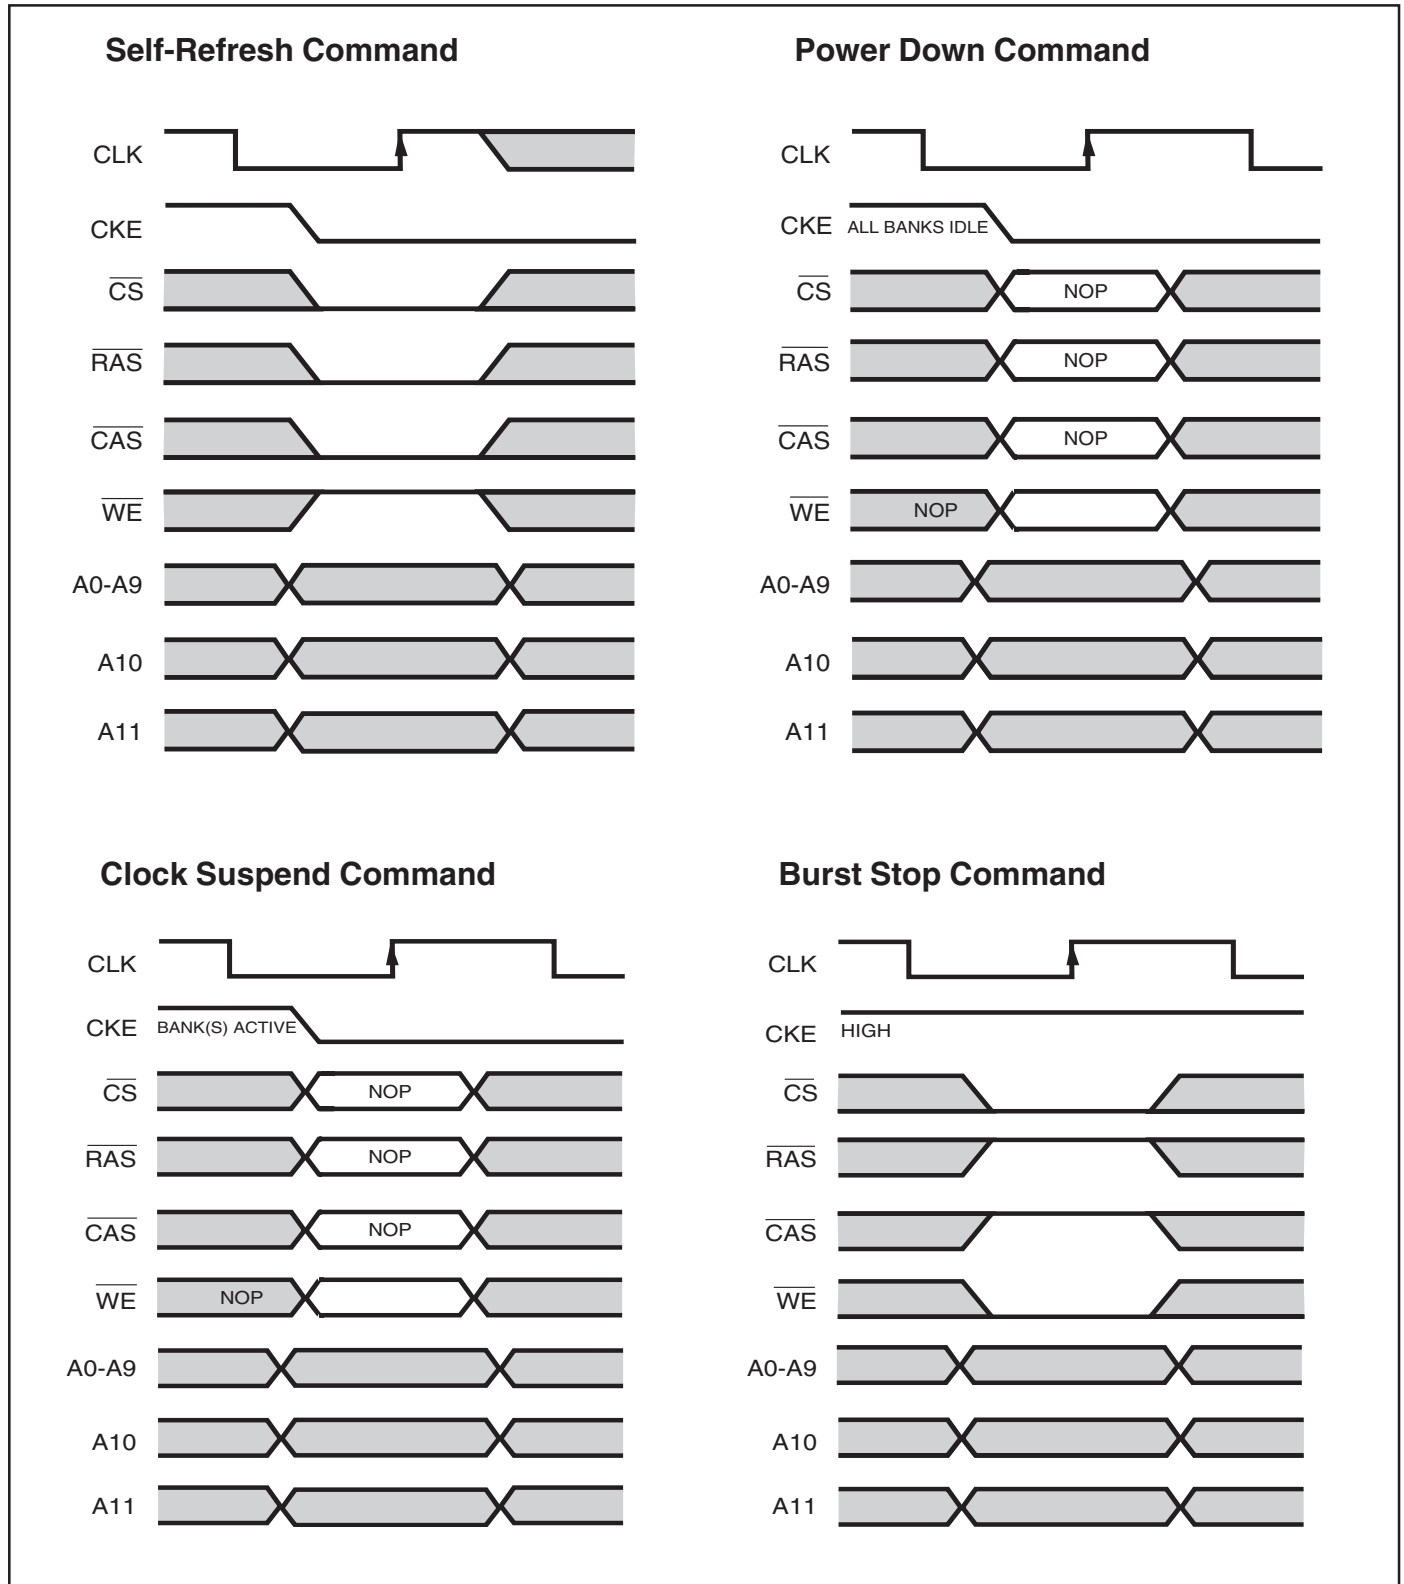 Self-Refresh Command
CLK
CKE
CS
RAS
CAS
WE
A0-A9
A10
A11
Power Down Command
CLK
CKE ALL BANKS IDLE
CS NOP
RAS NOP
CAS NOP
WE NOP
A0-A9
A10
A11
Clock Suspend Command
CLK
CKE BANK(S) ACTIVE
CS NOP
RAS NOP
CAS NOP
WE NOP
A0-A9
A10
A11
Burst Stop Command
CLK
CKE HIGH
CS
RAS
CAS
WE
A0-A9
A10
A11